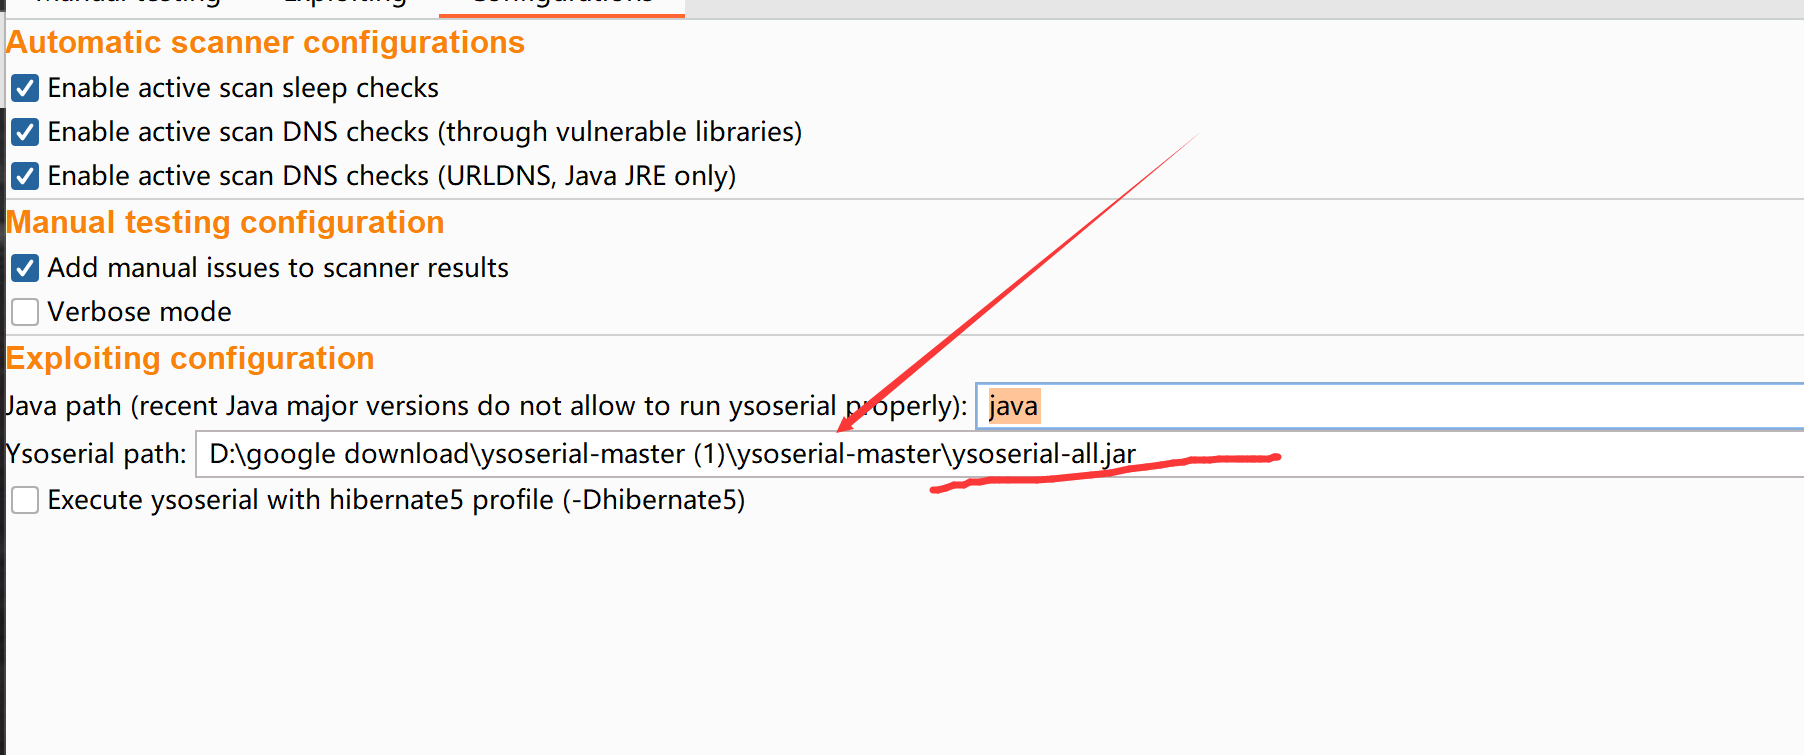 Automatic scanner configurations
Enable active scan sleep checks
Enable active scan DNS checks (through vulnerable libraries)
Enable active scan DNS checks (URLDNS, Java JRE only)
Manual testing configuration
Add manual issues to scanner results
Verbose mode
Exploiting configuration
Java path (recent Java major versions do not allow to run ysoserial properly): java
Ysoserial path: D:\google download\ysoserial-master (1)\ysoserial-master\ysoserial-all.jar
Execute ysoserial with hibernate5 profile (-Dhibernate5)